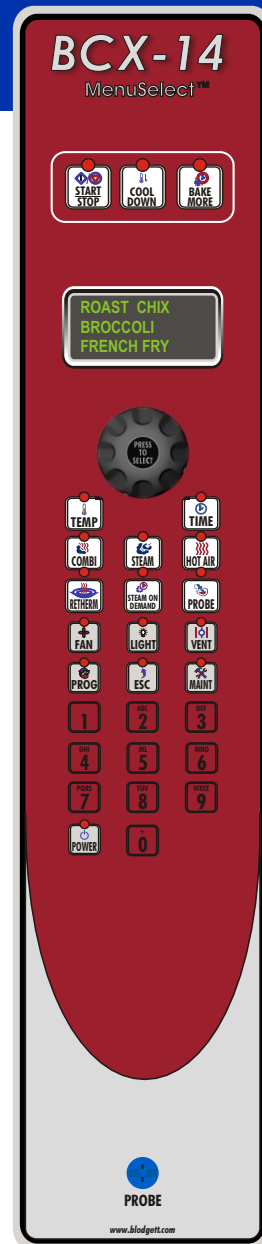 BCX-14
MenuSelect™
START STOP
COOL DOWN
BAKE MORE
ROAST CHIX
BROCCOLI
FRENCH FRY
PRESS
TO
SELECT
TEMP
TIME
COMBI
STEAM
HOT AIR
RETHERM
STEAM ON DEMAND
PROBE
FAN
LIGHT
VENT
PROG
ESC
MAINT
1
ABC
2
DEF
3
GHI
4
JKL
5
MNO
6
PQRS
7
TUV
8
WXYZ
9
POWER
0
PROBE
www.blodgett.com